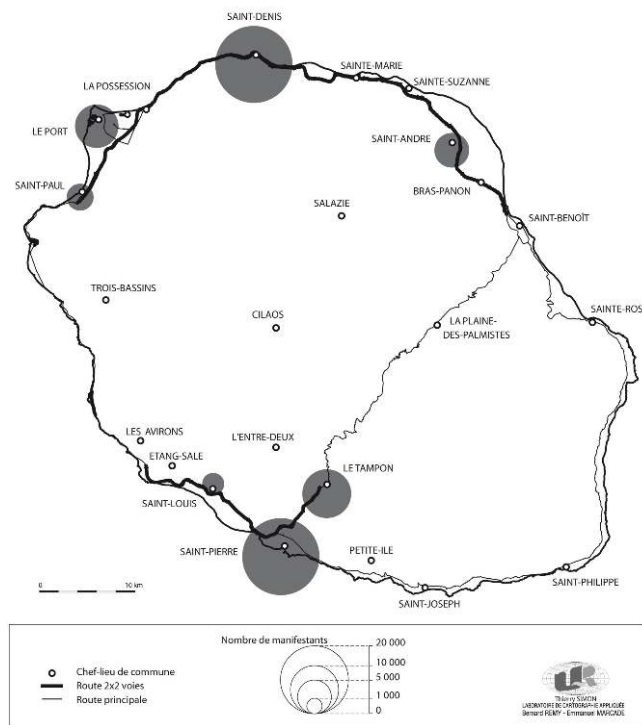 SAINT-DENIS
SAINTE-MARIE
LA POSSESSION
SAINTE-SUZANNE
LE PORT
SAINT-ANDRE
SAINT-PAUL
BRAS-PANON
SALAZIE
SAINT-BENOÎT
TROIS-BASSINS
CILAOS
LA PLAINE-
DES-PALMISTES
SAINTE-ROS
LES AVIRONS
L'ENTRE-DEUX
ETANG-SALE
LE TAMPON
SAINT-LOUIS
SAINT-PIERRE
PETITE-ILE
SAINT-PHILIPPE
SAINT-JOSEPH
0 10 km
Nombre de manifestants
20 000
10 000
5 000
1 000
0
Chef-lieu de commune
Route 2x2 voies
Route principale
Thierry SIMON
LABORATOIRE DE CARTOGRAPHIE APPLIQUÉE
Bernard REMY - Emmanuel MARCADE